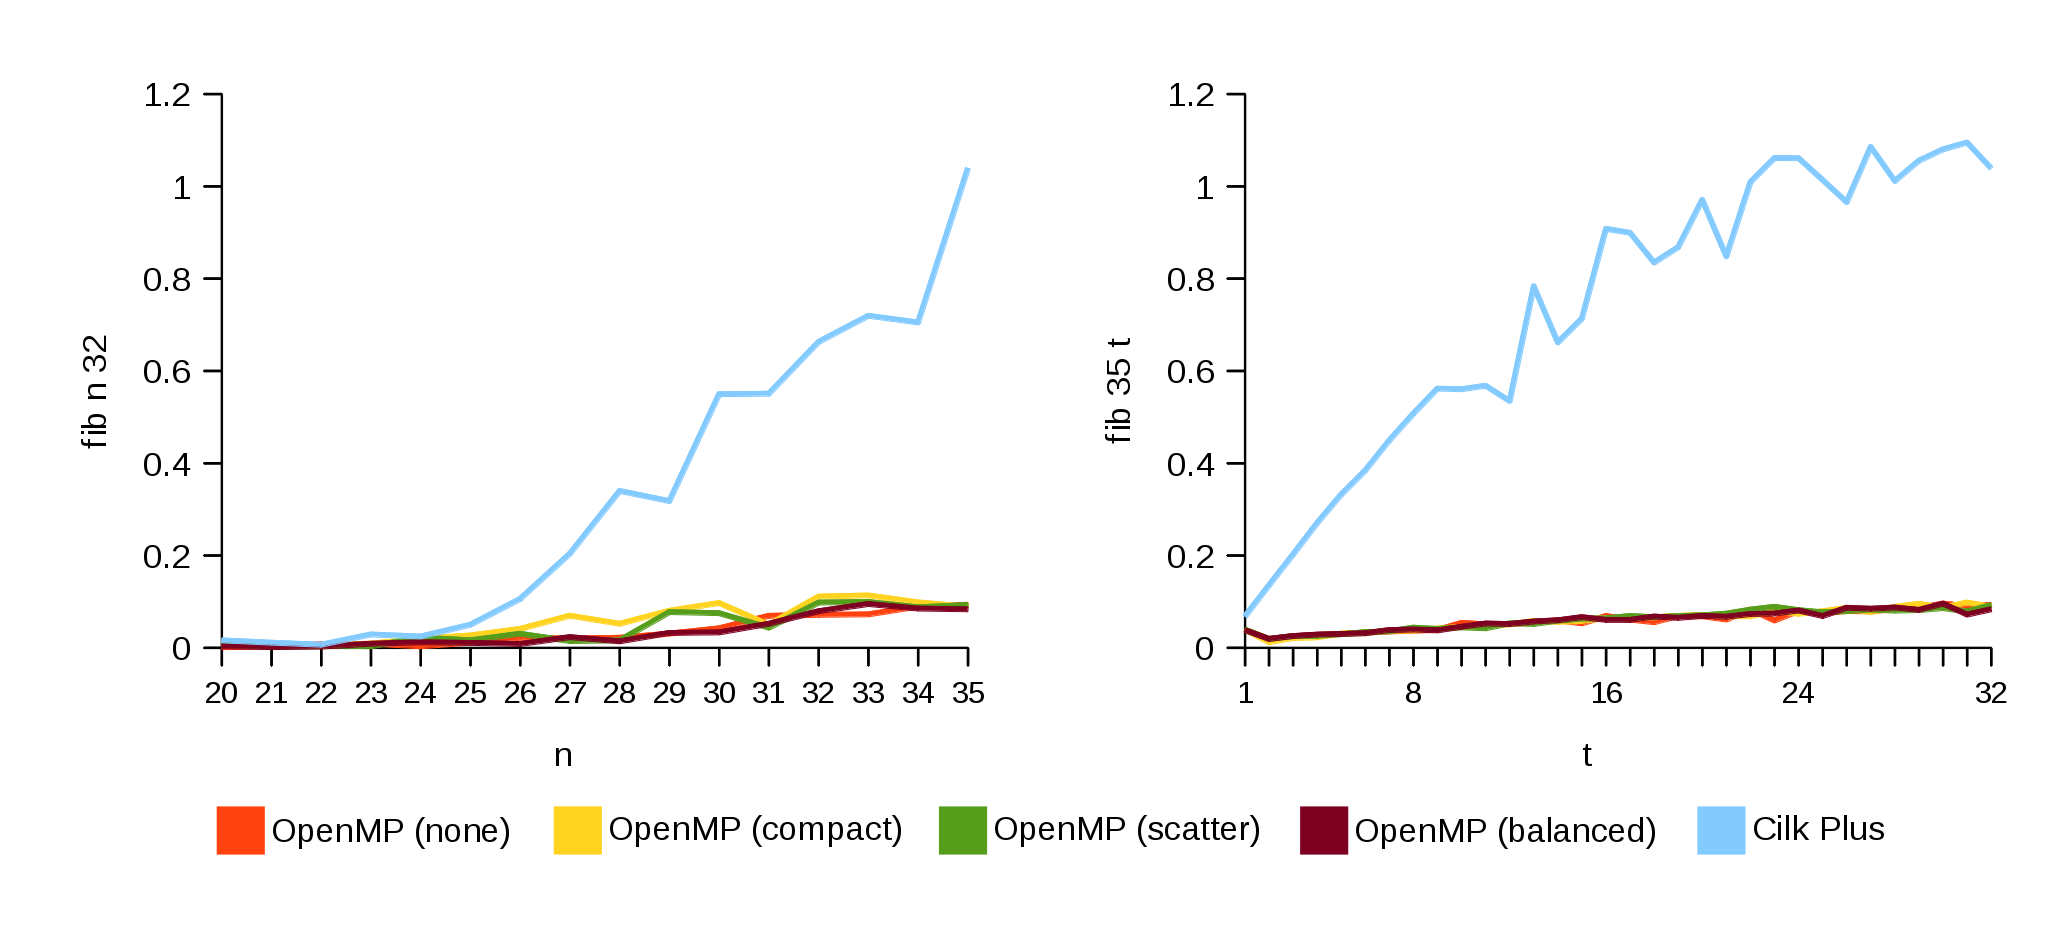 1.2
1
0.8
0.6
0.4
0.2
0
fib n 32
20 21 22 23 24 25 26 27 28 29 30 31 32 33 34 35
n
1.2
1
0.8
0.6
0.4
0.2
0
fib 35 t
1 8 16 24 32
t
OpenMP (none) OpenMP (compact) OpenMP (scatter) OpenMP (balanced) Cilk Plus